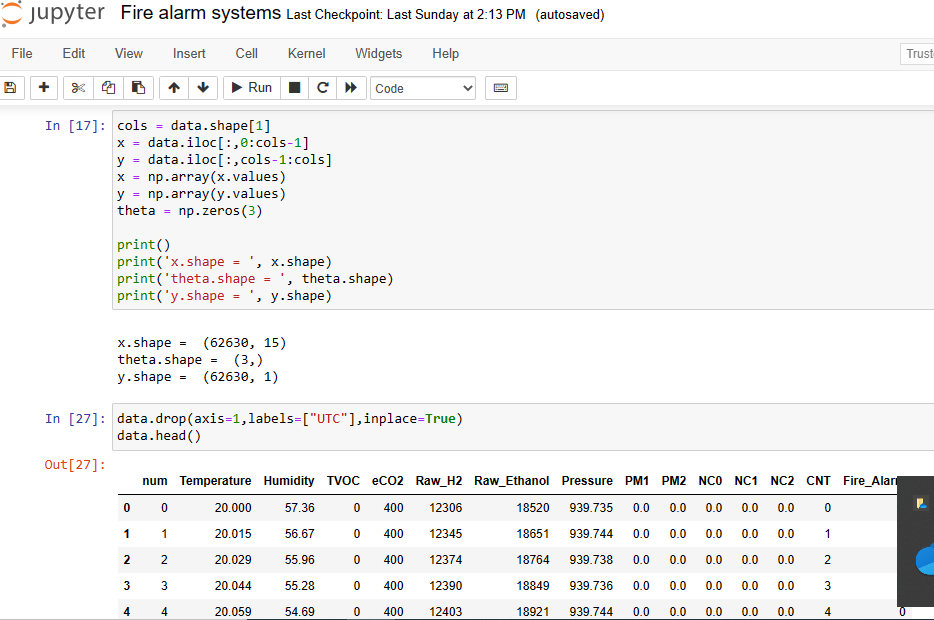 jupyter Fire alarm systems Last Checkpoint: Last Sunday at 2:13 PM (autosaved)
File Edit View Insert Cell Kernel Widgets Help Trust
Run Code
In [17]: cols = data.shape[1]
x = data.iloc[:,0:cols-1]
y = data.iloc[:,cols-1:cols]
x = np.array(x.values)
y = np.array(y.values)
theta = np.zeros(3)
print()
print('x.shape = ', x.shape)
print('theta.shape = ', theta.shape)
print('y.shape = ', y.shape)
x.shape =  (62630, 15)
theta.shape =  (3,)
y.shape =  (62630, 1)
In [27]: data.drop(axis=1,labels=["UTC"],inplace=True)
data.head()
Out[27]:
num Temperature Humidity TVOC eCO2 Raw_H2 Raw_Ethanol Pressure PM1 PM2 NC0 NC1 NC2 CNT Fire_Alar
0 0 20.000 57.36 0 400 12306 18520 939.735 0.0 0.0 0.0 0.0 0.0 0
1 1 20.015 56.67 0 400 12345 18651 939.744 0.0 0.0 0.0 0.0 0.0 1
2 2 20.029 55.96 0 400 12374 18764 939.738 0.0 0.0 0.0 0.0 0.0 2
3 3 20.044 55.28 0 400 12390 18849 939.736 0.0 0.0 0.0 0.0 0.0 3
4 4 20.059 54.69 0 400 12403 18921 939.744 0.0 0.0 0.0 0.0 0.0 4 0